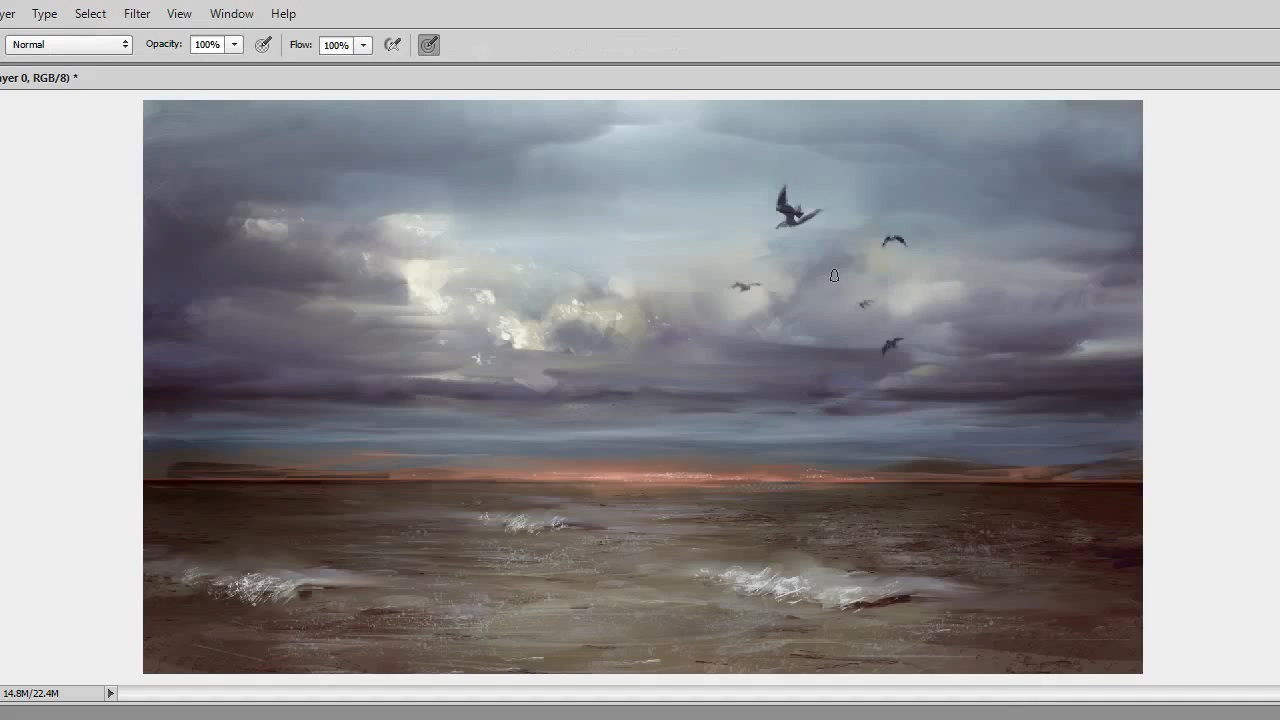 yer Type Select Filter View Window Help
Normal Opacity: 100% Flow: 100%
ayer 0, RGB/8) *
14.8M/22.4M